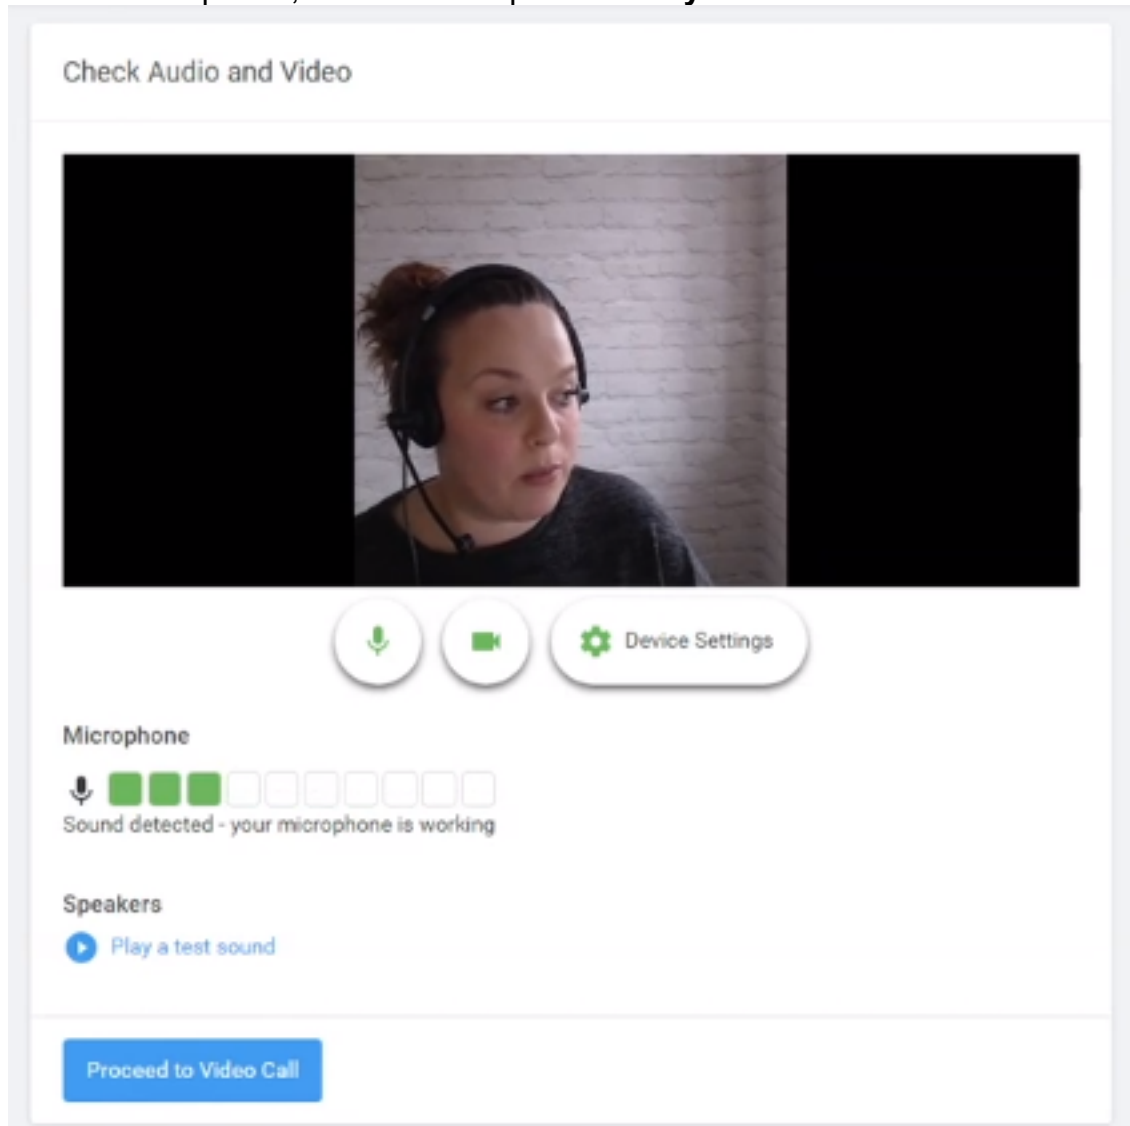 Check Audio and Video
Device Settings
Microphone
Sound detected - your microphone is working
Speakers
Play a test sound
Proceed to Video Call